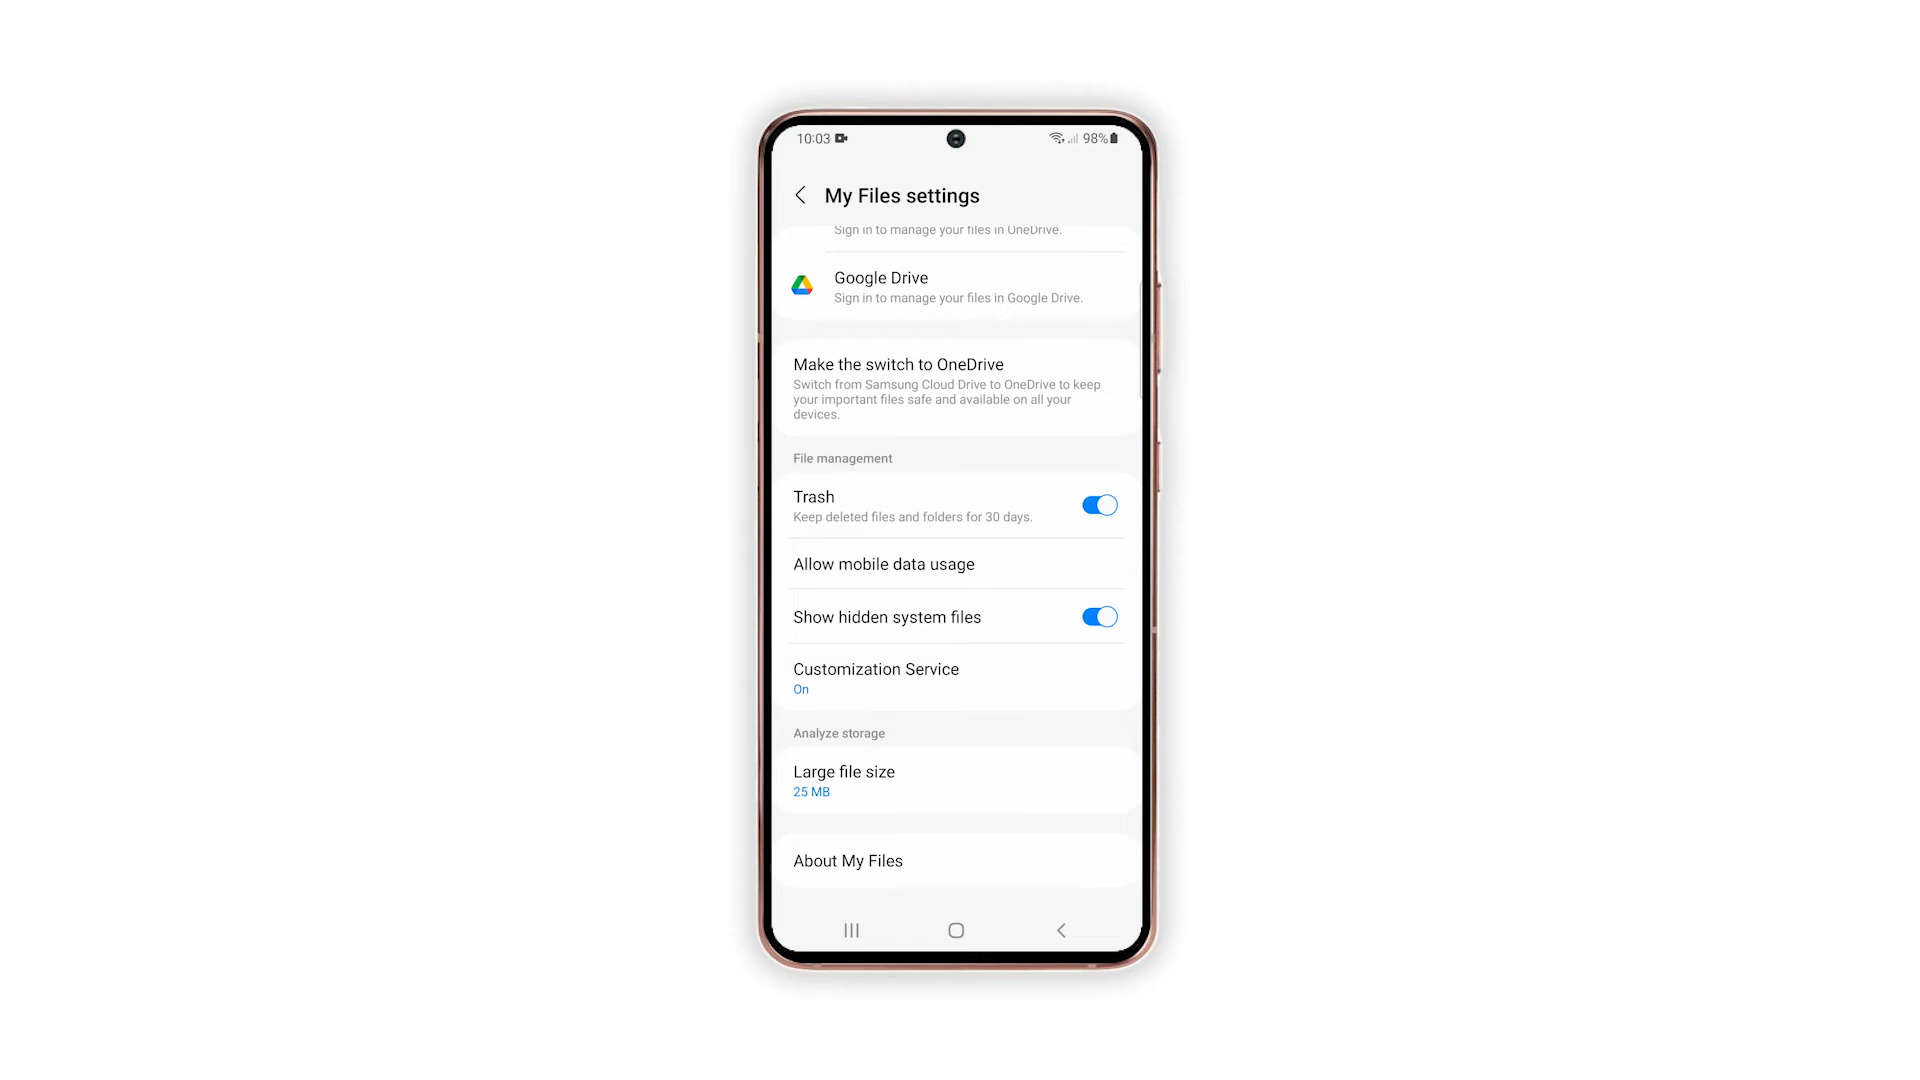 10:03
98%
My Files settings
Sign in to manage your files in OneDrive.
Google Drive
Sign in to manage your files in Google Drive.
Make the switch to OneDrive
Switch from Samsung Cloud Drive to OneDrive to keep
your important files safe and available on all your
devices.
File management
Trash
Keep deleted files and folders for 30 days.
Allow mobile data usage
Show hidden system files
Customization Service
On
Analyze storage
Large file size
25 MB
About My Files